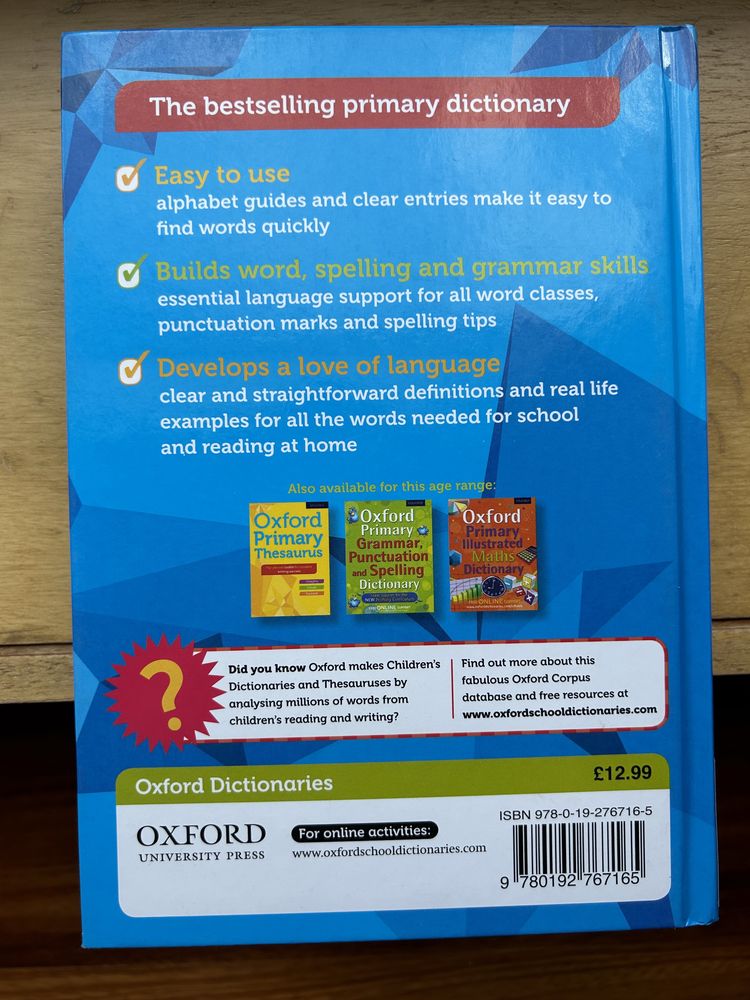 The bestselling primary dictionary
Easy to use
alphabet guides and clear entries make it easy to
find words quickly
Builds word, spelling and grammar skills
essential language support for all word classes,
punctuation marks and spelling tips
Develops a love of language
clear and straightforward definitions and real life
examples for all the words needed for school
and reading at home
Also available for this age range:
Oxford
Primary
Thesaurus
Oxford
Primary
Grammar,
Punctuation
and Spelling
Dictionary
Oxford
Primary
Illustrated
Maths
Dictionary
?
Did you know Oxford makes Children's
Dictionaries and Thesauruses by
analysing millions of words from
children's reading and writing?
Find out more about this
fabulous Oxford Corpus
database and free resources at
www.oxfordschooldictionaries.com
Oxford Dictionaries
£12.99
OXFORD
UNIVERSITY PRESS
For online activities:
www.oxfordschooldictionaries.com
ISBN 978-0-19-276716-5
9 780192 767165